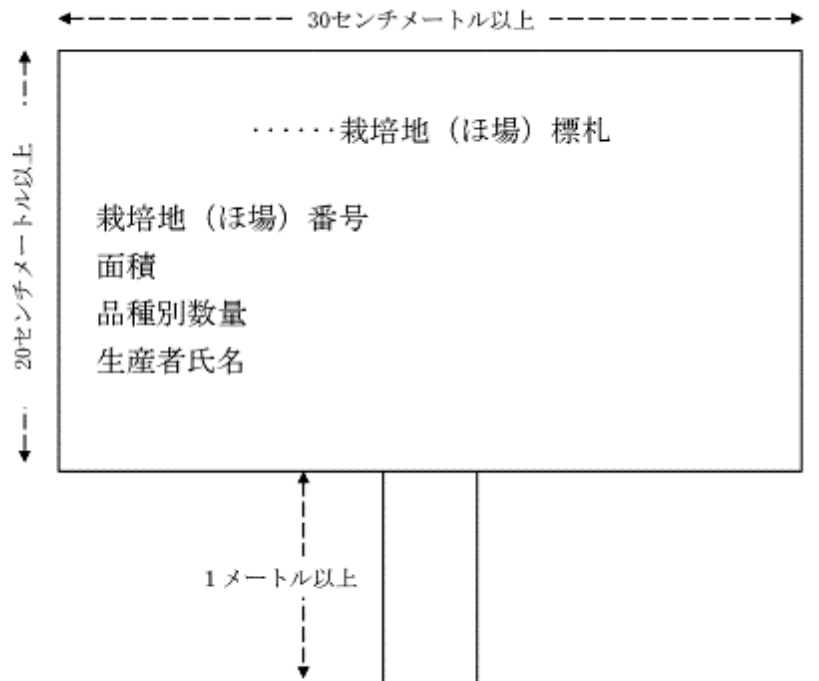 30センチメートル以上
20センチメートル以上
‥‥‥栽培地（ほ場）標札
栽培地（ほ場）番号
面積
品種別数量
生産者氏名
1メートル以上